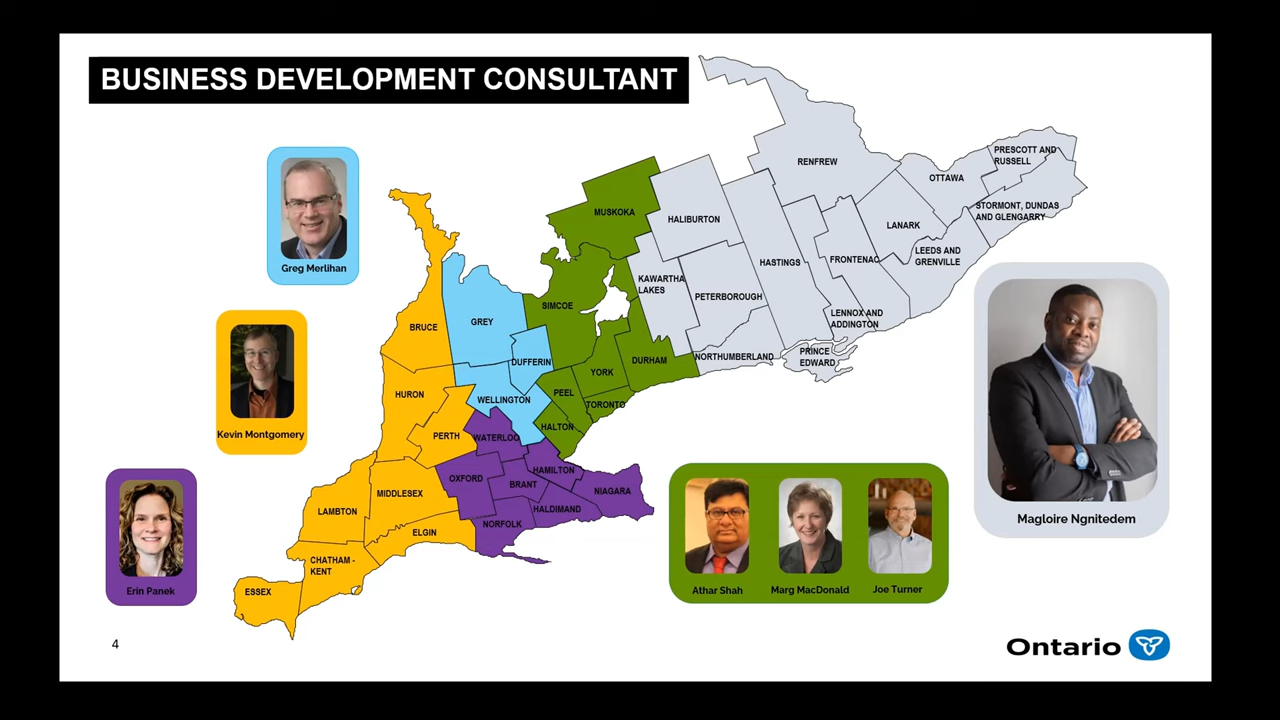 BUSINESS DEVELOPMENT CONSULTANT
Greg Merlihan
Kevin Montgomery
Erin Panek
RENFREW
PRESCOTT AND
RUSSELL
OTTAWA
STORMONT, DUNDAS
AND GLENGARRY
LANARK
LEEDS AND
GRENVILLE
MUSKOKA
HALIBURTON
HASTINGS
FRONTENAC
KAWARTHA
LAKES
PETERBOROUGH
LENNOX AND
ADDINGTON
SIMCOE
GREY
BRUCE
DUFFERIN
NORTHUMBERLAND
PRINCE
EDWARD
DURHAM
YORK
PEEL
TORONTO
HURON
WELLINGTON
HALTON
PERTH
WATERLOO
HAMILTON
OXFORD
BRANT
NIAGARA
MIDDLESEX
HALDIMAND
LAMBTON
NORFOLK
ELGIN
CHATHAM -
KENT
ESSEX
Magloire Ngnitedem
Athar Shah
Marg MacDonald
Joe Turner
4
Ontario